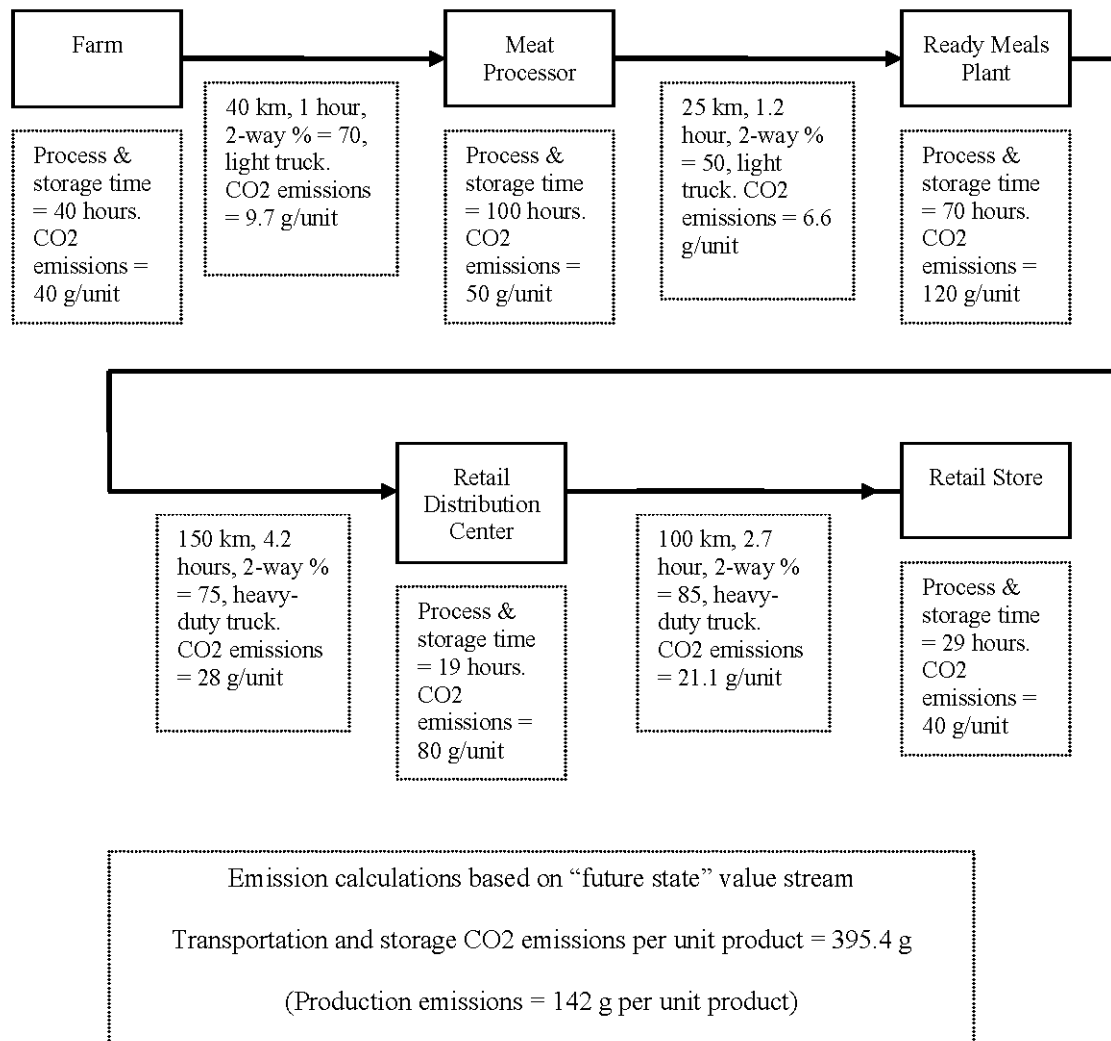 Farm
Meat
Processor
Ready Meals
Plant
40 km, 1 hour,
2-way % = 70,
light truck.
CO2 emissions
= 9.7 g/unit
25 km, 1.2
hour, 2-way %
= 50, light
truck. CO2
emissions = 6.6
g/unit
Process &
storage time
= 40 hours.
CO2
emissions =
40 g/unit
Process &
storage time
= 100 hours.
CO2
emissions =
50 g/unit
Process &
storage time
= 70 hours.
CO2
emissions =
120 g/unit
Retail
Distribution
Center
Retail Store
150 km, 4.2
hours, 2-way %
= 75, heavy-
duty truck.
CO2 emissions
= 28 g/unit
100 km, 2.7
hour, 2-way %
= 85, heavy-
duty truck.
CO2 emissions
= 21.1 g/unit
Process &
storage time
= 19 hours.
CO2
emissions =
80 g/unit
Process &
storage time
= 29 hours.
CO2
emissions =
40 g/unit
Emission calculations based on “future state” value stream
Transportation and storage CO2 emissions per unit product = 395.4 g
(Production emissions = 142 g per unit product)